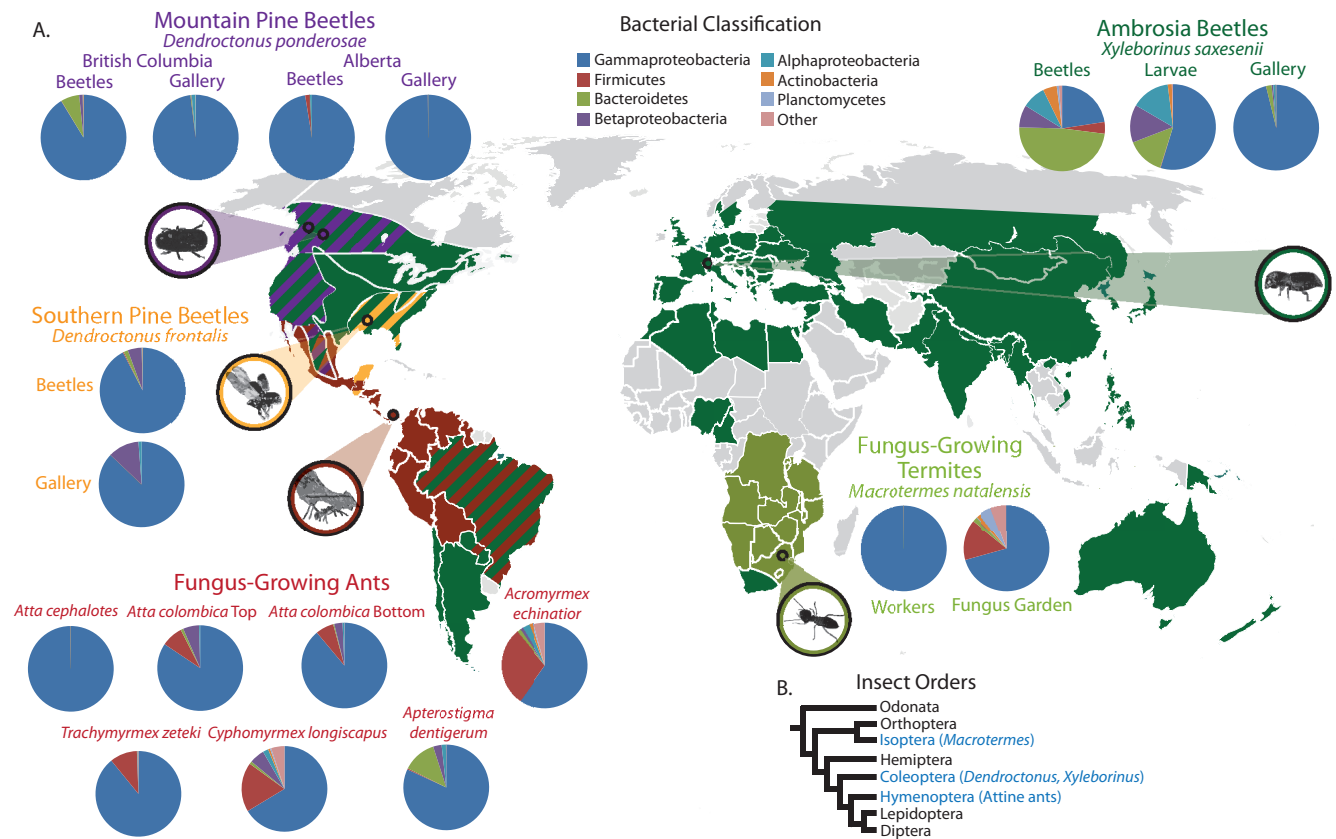 A.
Mountain Pine Beetles
Dendroctonus ponderosae
British Columbia
Alberta
Beetles
Gallery
Beetles
Gallery
Bacterial Classification
Gammaproteobacteria
Firmicutes
Bacteroidetes
Betaproteobacteria
Alphaproteobacteria
Actinobacteria
Planctomycetes
Other
Ambrosia Beetles
Xyleborinus saxesenii
Beetles
Larvae
Gallery
Southern Pine Beetles
Dendroctonus frontalis
Beetles
Gallery
Fungus-Growing
Termites
Macrotermes natalensis
Workers
Fungus Garden
Fungus-Growing Ants
Atta cephalotes
Atta colombica Top
Atta colombica Bottom
Acromyrmex
echinatior
Trachymyrmex zeteki
Cyphomyrmex longiscapus
Apterostigma
dentigerum
B.
Insect Orders
Odonata
Orthoptera
Isoptera (Macrotermes)
Hemiptera
Coleoptera (Dendroctonus, Xyleborinus)
Hymenoptera (Attine ants)
Lepidoptera
Diptera